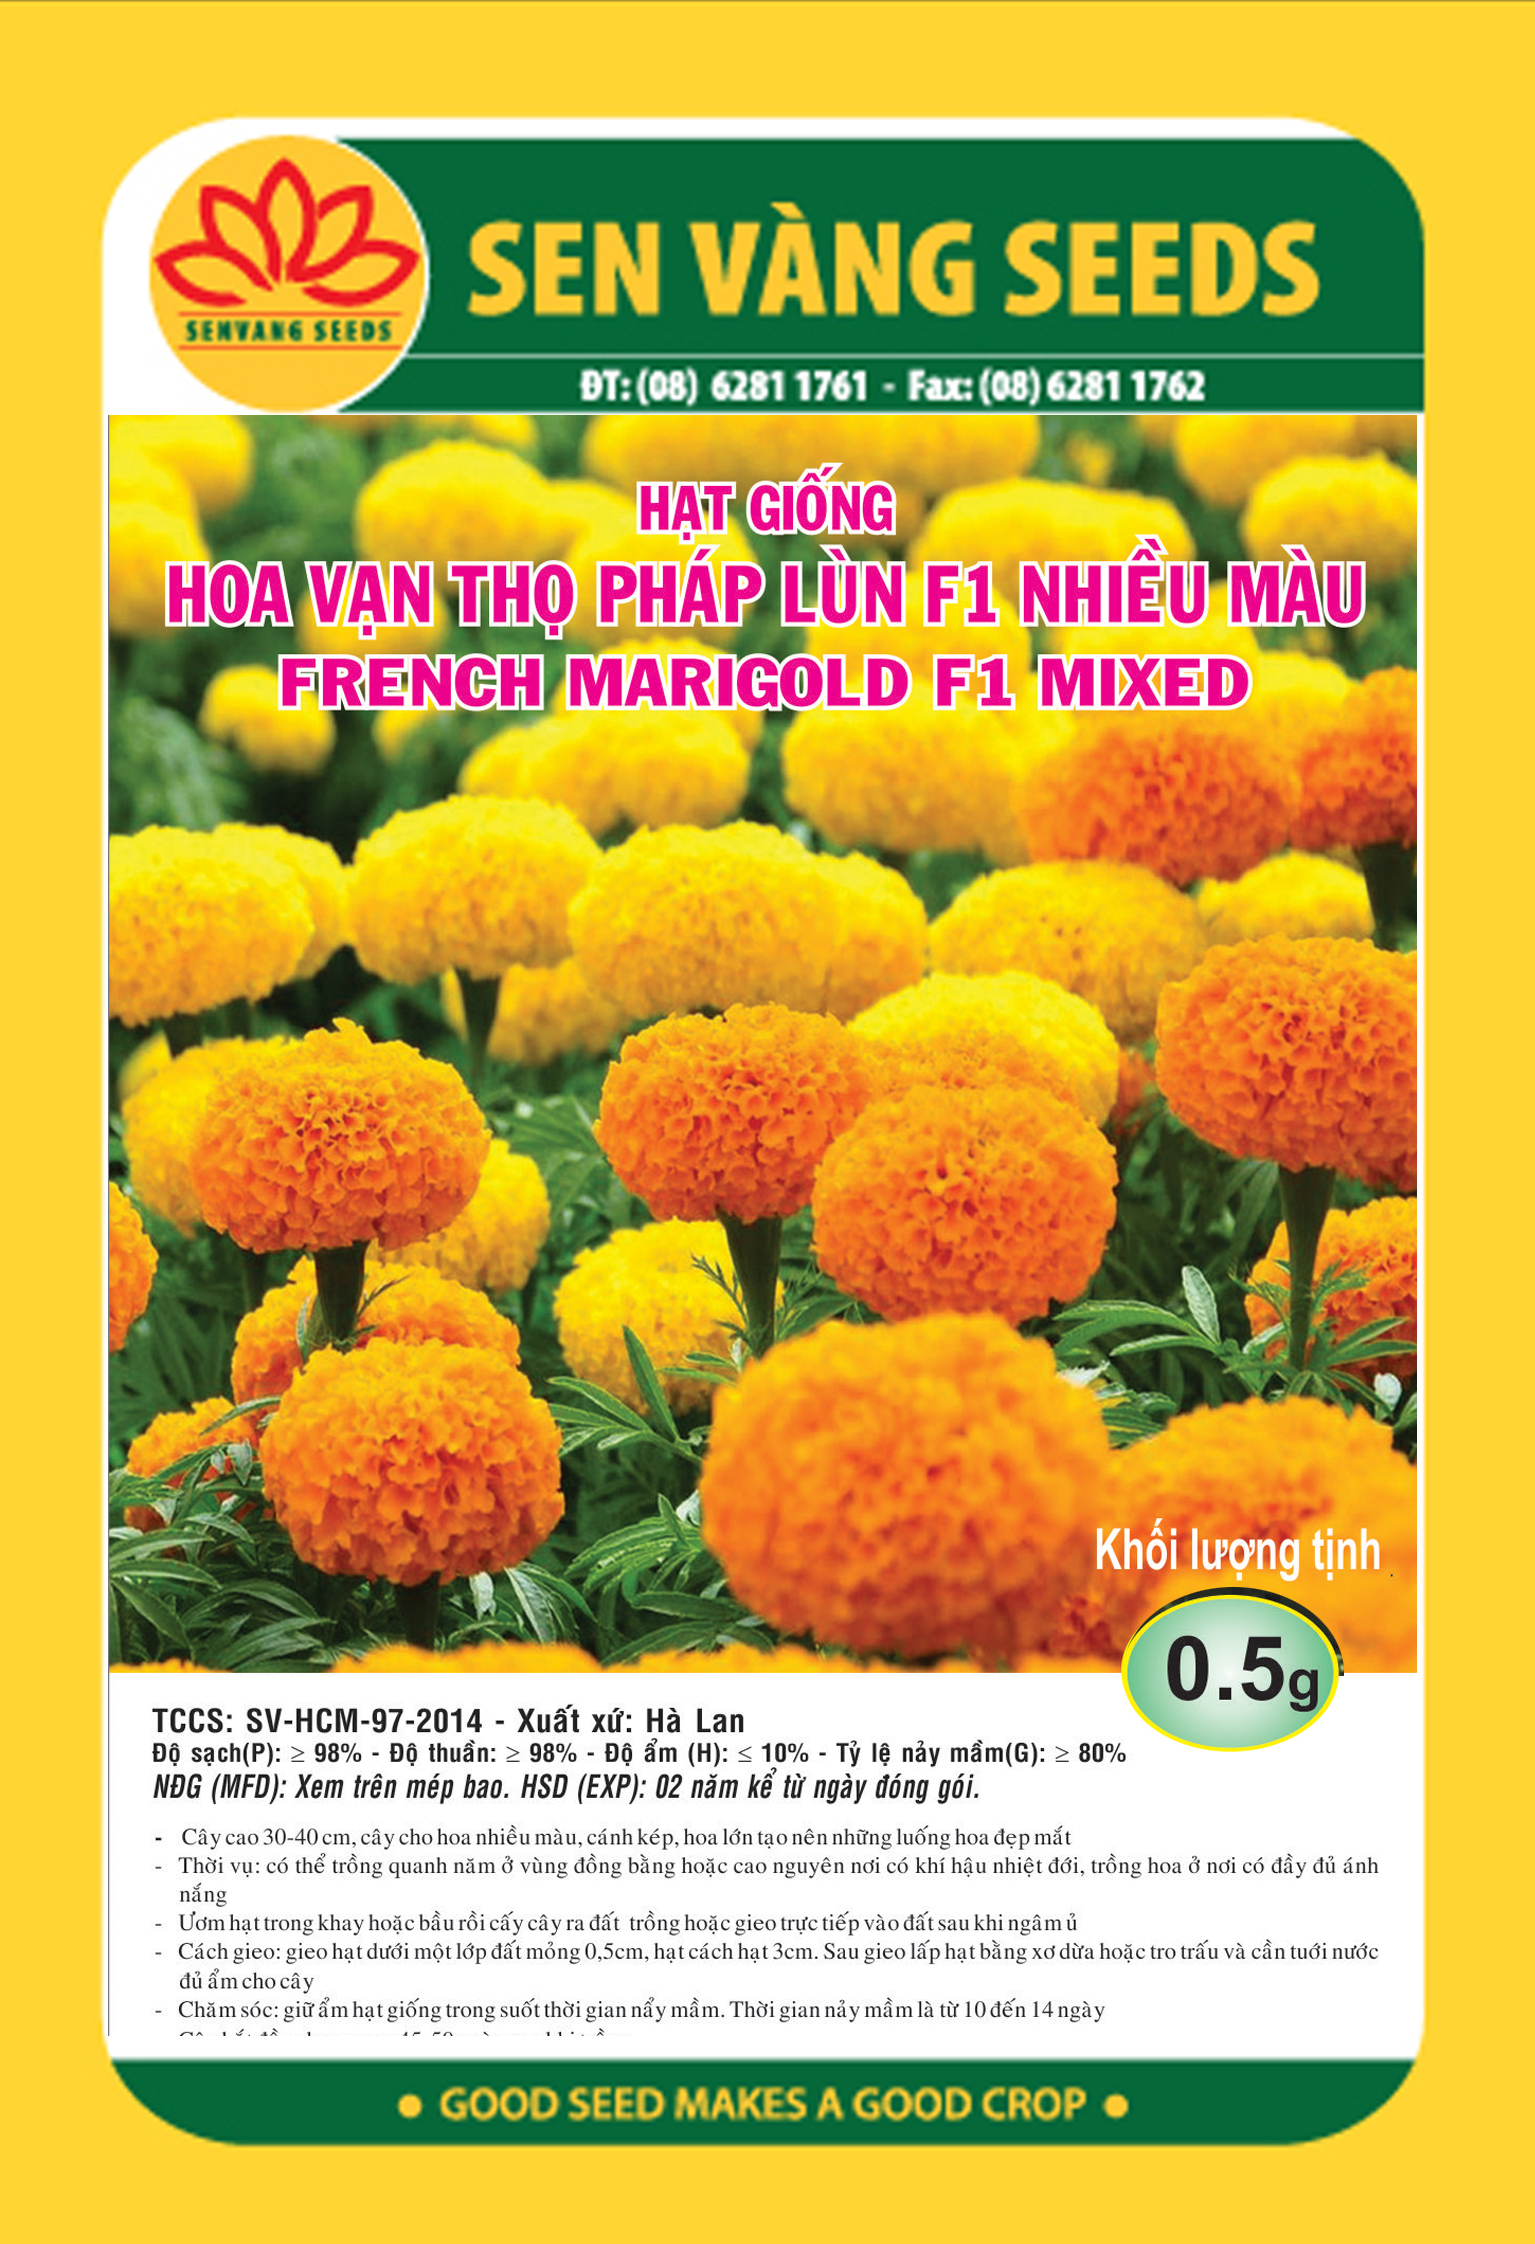 SEN VÀNG SEEDS
SENVANG SEEDS
ĐT: (08) 6281 1761 - Fax: (08) 6281 1762
HẠT GIỐNG
HOA VẠN THỌ PHÁP LÙN F1 NHIỀU MÀU
FRENCH MARIGOLD F1 MIXED
Khối lượng tịnh
0.5g
TCCS: SV-HCM-97-2014 - Xuất xứ: Hà Lan
Độ sạch(P): ≥ 98% - Độ thuần: ≥ 98% - Độ ẩm (H): ≤ 10% - Tỷ lệ nảy mầm(G): ≥ 80%
NĐG (MFD): Xem trên mép bao. HSD (EXP): 02 năm kể từ ngày đóng gói.
- Cây cao 30-40 cm, cây cho hoa nhiều màu, cánh kép, hoa lớn tạo nên những luống hoa đẹp mắt
- Thời vụ: có thể trồng quanh năm ở vùng đồng bằng hoặc cao nguyên nơi có khí hậu nhiệt đới, trồng hoa ở nơi có đầy đủ ánh
nắng
- Ươm hạt trong khay hoặc bầu rồi cấy cây ra đất trồng hoặc gieo trực tiếp vào đất sau khi ngâm ủ
- Cách gieo: gieo hạt dưới một lớp đất mỏng 0,5cm, hạt cách hạt 3cm. Sau gieo lấp hạt bằng xơ dừa hoặc tro trấu và cần tuới nước
đủ ẩm cho cây
- Chăm sóc: giữ ẩm hạt giống trong suốt thời gian nẩy mầm. Thời gian nảy mầm là từ 10 đến 14 ngày
● GOOD SEED MAKES A GOOD CROP ●